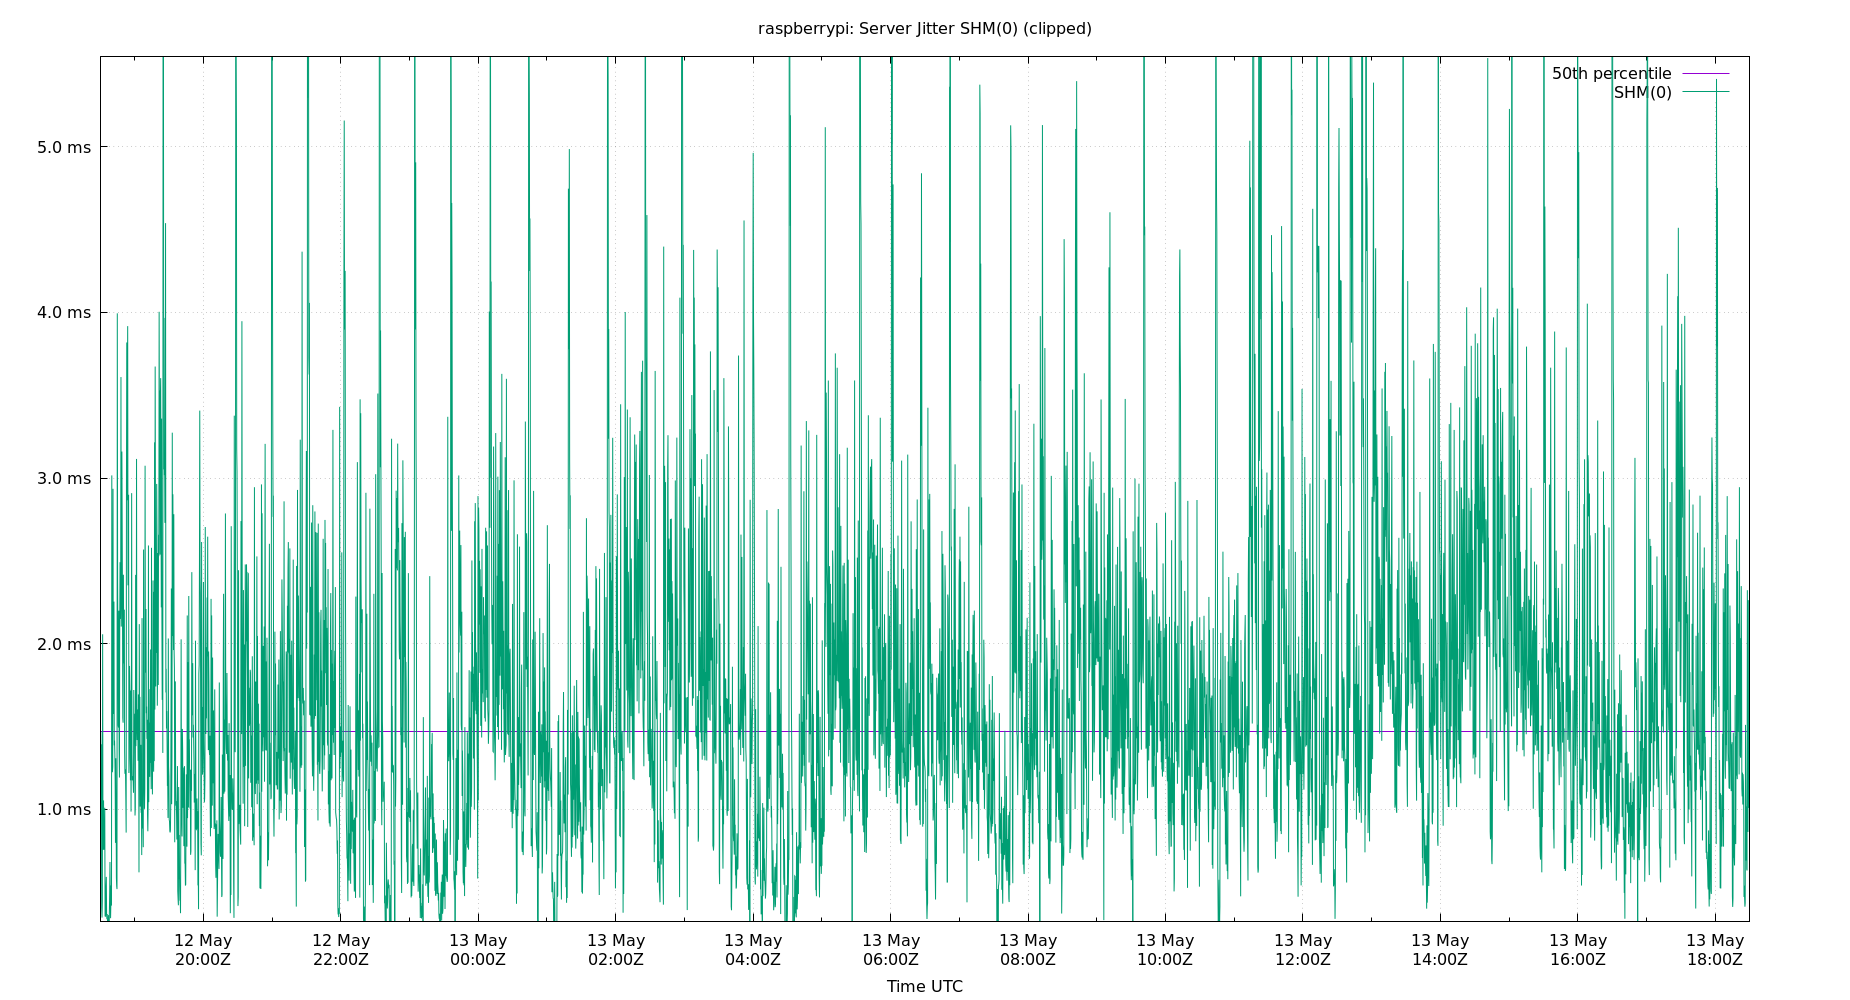 raspberrypi: Server Jitter SHM(0) (clipped)
50th percentile
SHM(0)
5.0 ms
4.0 ms
3.0 ms
2.0 ms
1.0 ms
12 May 12 May 13 May 13 May 13 May 13 May 13 May 13 May 13 May 13 May 13 May 13 May
20:00Z 22:00Z 00:00Z 02:00Z 04:00Z 06:00Z 08:00Z 10:00Z 12:00Z 14:00Z 16:00Z 18:00Z
Time UTC